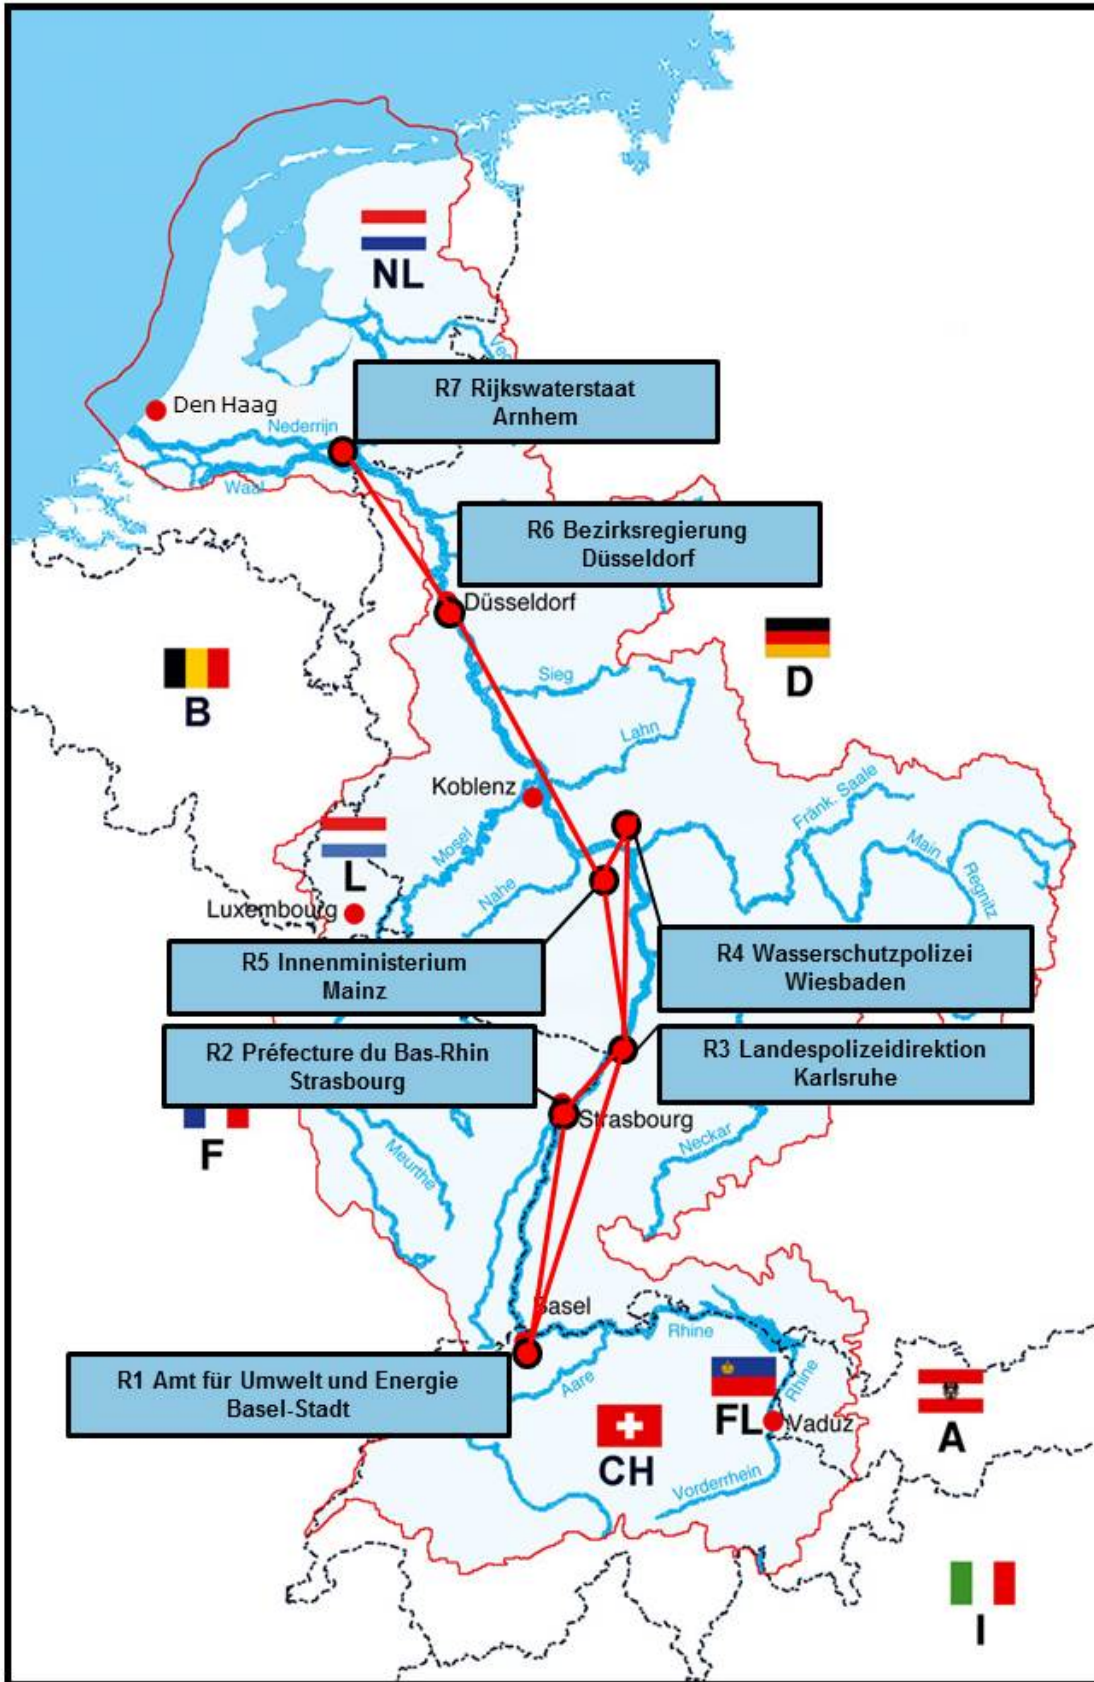 NL
Vec
R7 Rijkswaterstaat
Arnhem
Den Haag
Nederrijn
Waal
R6 Bezirksregierung
Düsseldorf
Düsseldorf
B
D
Sieg
Lahn
Koblenz
Fränk. Saale
Mosel
Main
L
Nahe
Regnitz
Luxembourg
R5 Innenministerium
Mainz
R4 Wasserschutzpolizei
Wiesbaden
R2 Préfecture du Bas-Rhin
Strasbourg
R3 Landespolizeidirektion
Karlsruhe
Strasbourg
F
Meurthe
Neckar
Basel
Rhine
R1 Amt für Umwelt und Energie
Basel-Stadt
Aare
Rhine
FL
Vaduz
A
CH
Vorderrhein
I